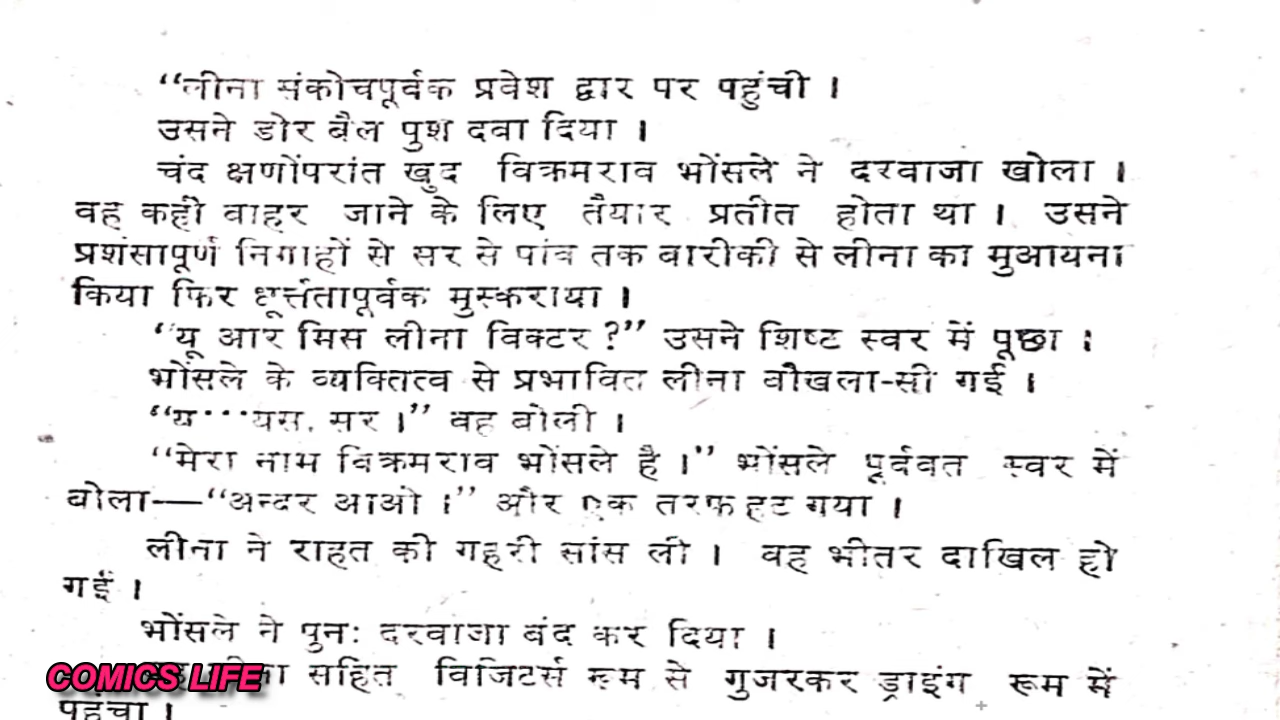 “लीना संकोचपूर्वक प्रवेश द्वार पर पहुंची ।
उसने डोर बैल पुश दबा दिया ।
चंद क्षणोंपरांत खुद विक्रमराव भोंसले ने दरवाजा खोला ।
वह कहीं बाहर जाने के लिए तैयार प्रतीत होता था । उसने
प्रशंसापूर्ण निगाहों से सर से पांव तक बारीकी से लीना का मुआयना
किया फिर धूर्त्ततापूर्वक मुस्कराया ।
“यू आर मिस लीना विक्टर ?” उसने शिष्ट स्वर में पूछा ।
भोंसले के व्यक्तित्व से प्रभावित लीना बौखला-सी गई ।
“य···यस, सर ।” वह बोली ।
“मेरा नाम विक्रमराव भोंसले है ।” भोंसले पूर्ववत स्वर में
बोला—“अन्दर आओ ।” और एक तरफ हट गया ।
लीना ने राहत की गहरी सांस ली । वह भीतर दाखिल हो
गई ।
भोंसले ने पुनः दरवाजा बंद कर दिया ।
सहित विजिटर्स रूम से गुजरकर ड्राइंग रूम में
पहुंचा ।
COMICS LIFE